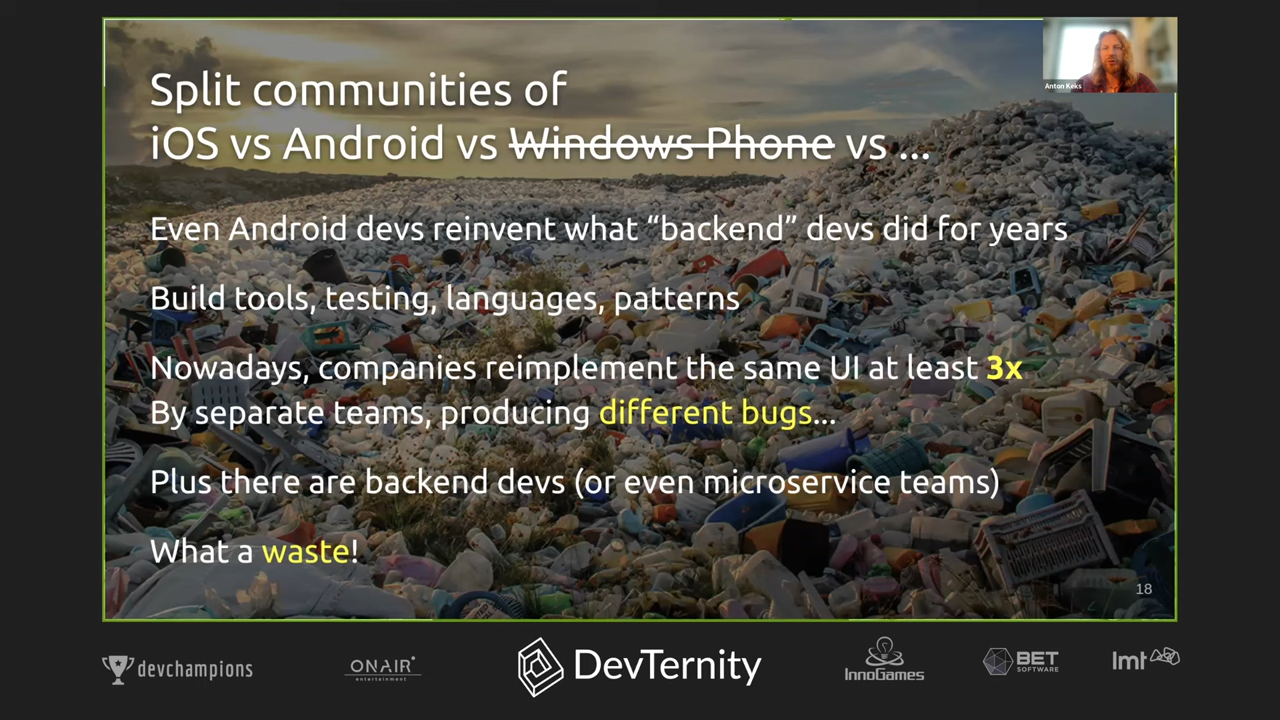 Split communities of
iOS vs Android vs Windows Phone vs ...
Anton Keks
Even Android devs reinvent what “backend” devs did for years
Build tools, testing, languages, patterns
Nowadays, companies reimplement the same UI at least 3x
By separate teams, producing different bugs...
Plus there are backend devs (or even microservice teams)
What a waste!
18
devchampions
ONAIR
entertainment
DevTernity
InnoGames
BET
SOFTWARE
lmt